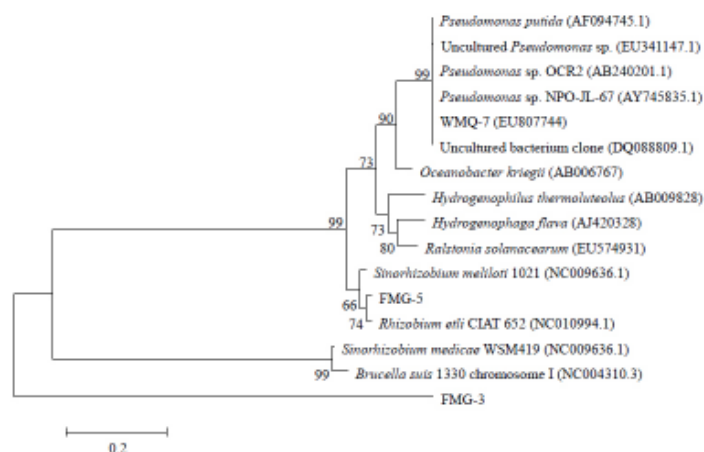 Pseudomonas putida (AF094745.1)
Uncultured Pseudomonas sp. (EU341147.1)
Pseudomonas sp. OCR2 (AB240201.1)
99
Pseudomonas sp. NPO-JL-67 (AY745835.1)
WMQ-7 (EU807744)
90
Uncultured bacterium clone (DQ088809.1)
73
Oceanobacter kriegii (AB006767)
Hydrogenophilus thermoluteolus (AB009828)
99
Hydrogenophaga flava (AJ420328)
73
Ralstonia solanacearum (EU574931)
80
Sinorhizobium meliloti 1021 (NC009636.1)
FMG-5
66
Rhizobium etli CIAT 652 (NC010994.1)
74
Sinorhizobium medicae WSM419 (NC009636.1)
Brucella suis 1330 chromosome I (NC004310.3)
99
FMG-3
0.2